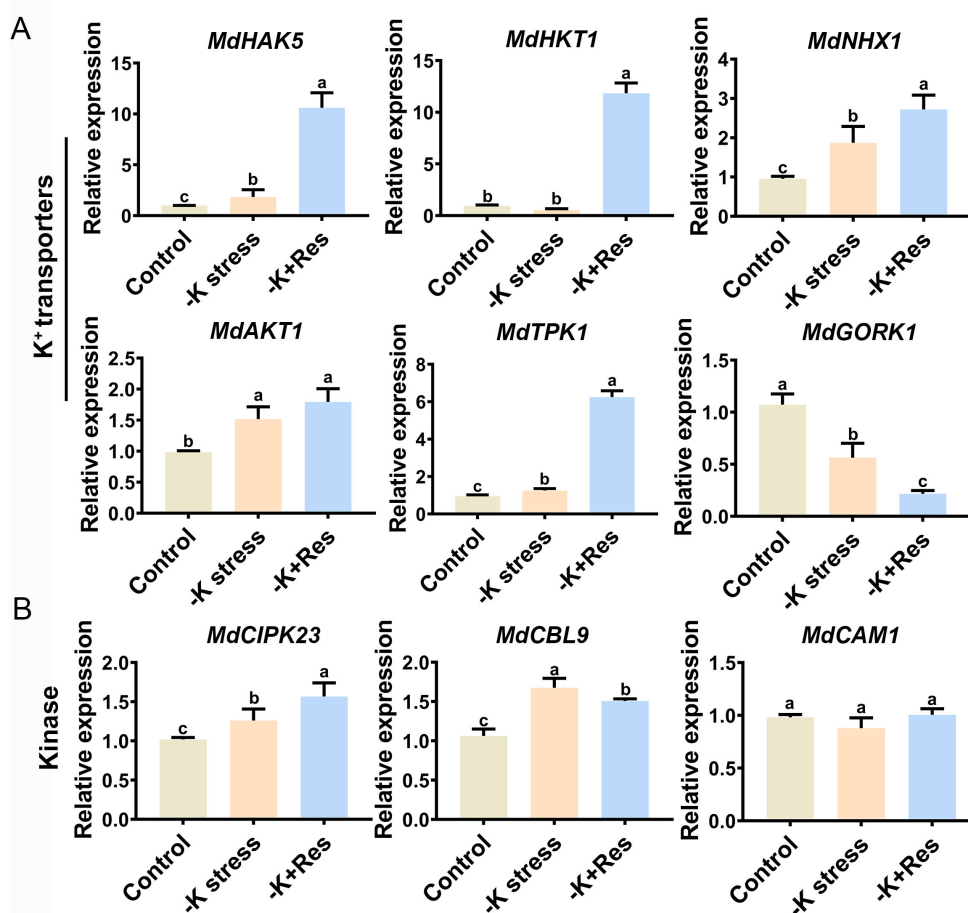 A
K⁺ transporters
MdHAK5
Relative expression
15
10
5
0
c
b
a
Control
-K stress
-K+Res
MdHKT1
Relative expression
15
10
5
0
b
b
a
Control
-K stress
-K+Res
MdNHX1
Relative expression
4
3
2
1
0
c
b
a
Control
-K stress
-K+Res
MdAKT1
Relative expression
2.5
2.0
1.5
1.0
0.5
0.0
b
a
a
Control
-K stress
-K+Res
MdTPK1
Relative expression
8
6
4
2
0
c
b
a
Control
-K stress
-K+Res
MdGORK1
Relative expression
1.5
1.0
0.5
0.0
a
b
c
Control
-K stress
-K+Res
B
Kinase
MdCIPK23
Relative expression
2.0
1.5
1.0
0.5
0.0
c
b
a
Control
-K stress
-K+Res
MdCBL9
Relative expression
2.0
1.5
1.0
0.5
0.0
c
a
b
Control
-K stress
-K+Res
MdCAM1
Relative expression
1.5
1.0
0.5
0.0
a
a
a
Control
-K stress
-K+Res